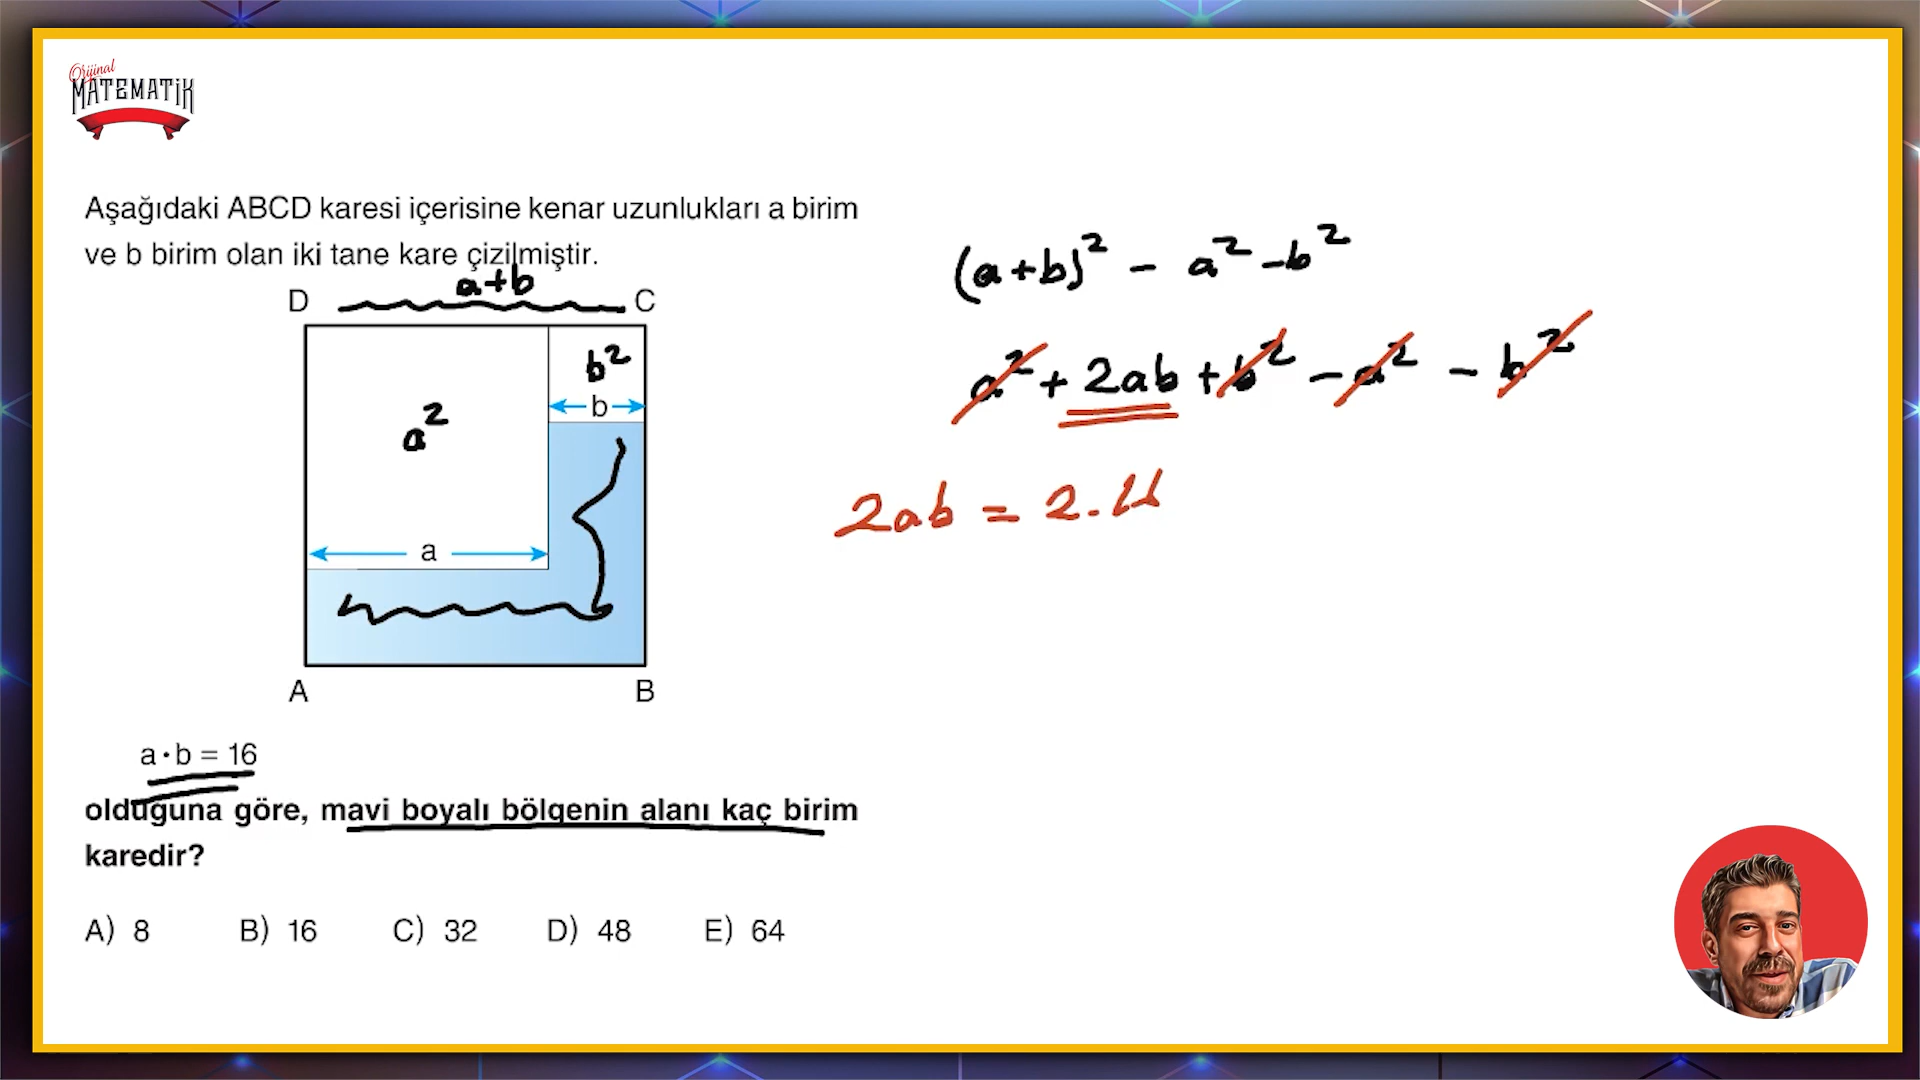 Orijinal
MATEMATİK
Aşağıdaki ABCD karesi içerisine kenar uzunlukları a birim
ve b birim olan iki tane kare çizilmiştir.
a+b
D C
b²
b
a²
a
A B
a·b = 16
olduğuna göre, mavi boyalı bölgenin alanı kaç birim
karedir?
A) 8 B) 16 C) 32 D) 48 E) 64
(a+b)² - a² - b²
a² + 2ab + b² - a² - b²
2ab = 2.